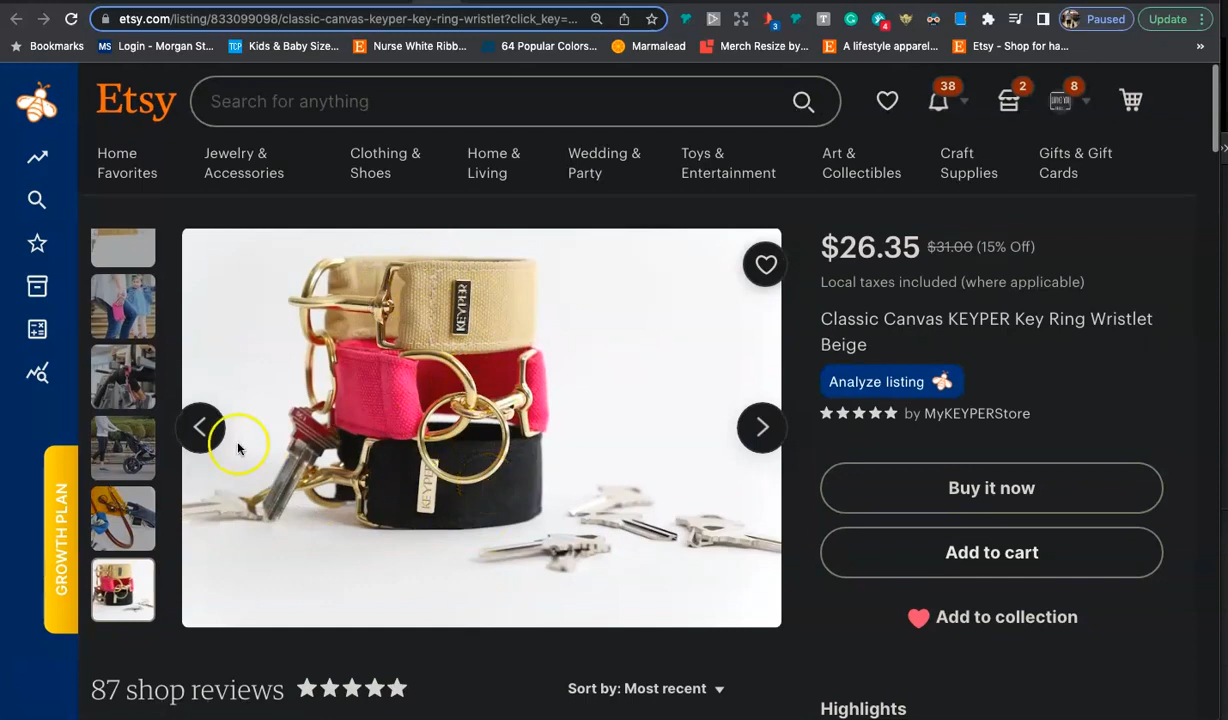 etsy.com/listing/833099098/classic-canvas-keyper-key-ring-wristlet?click_key=...
3
4
Paused
Update
Bookmarks
MS Login - Morgan St...
TCP Kids & Baby Size...
E Nurse White Ribb...
64 Popular Colors...
Marmalead
Merch Resize by...
E A lifestyle apparel...
E Etsy - Shop for ha...
»
Etsy
Search for anything
38
2
8
Home Favorites
Jewelry & Accessories
Clothing & Shoes
Home & Living
Wedding & Party
Toys & Entertainment
Art & Collectibles
Craft Supplies
Gifts & Gift Cards
GROWTH PLAN
KEYPER
KEYPER
$26.35 $31.00 (15% Off)
Local taxes included (where applicable)
Classic Canvas KEYPER Key Ring Wristlet
Beige
Analyze listing
by MyKEYPERStore
Buy it now
Add to cart
Add to collection
87 shop reviews
Sort by: Most recent
Highlights